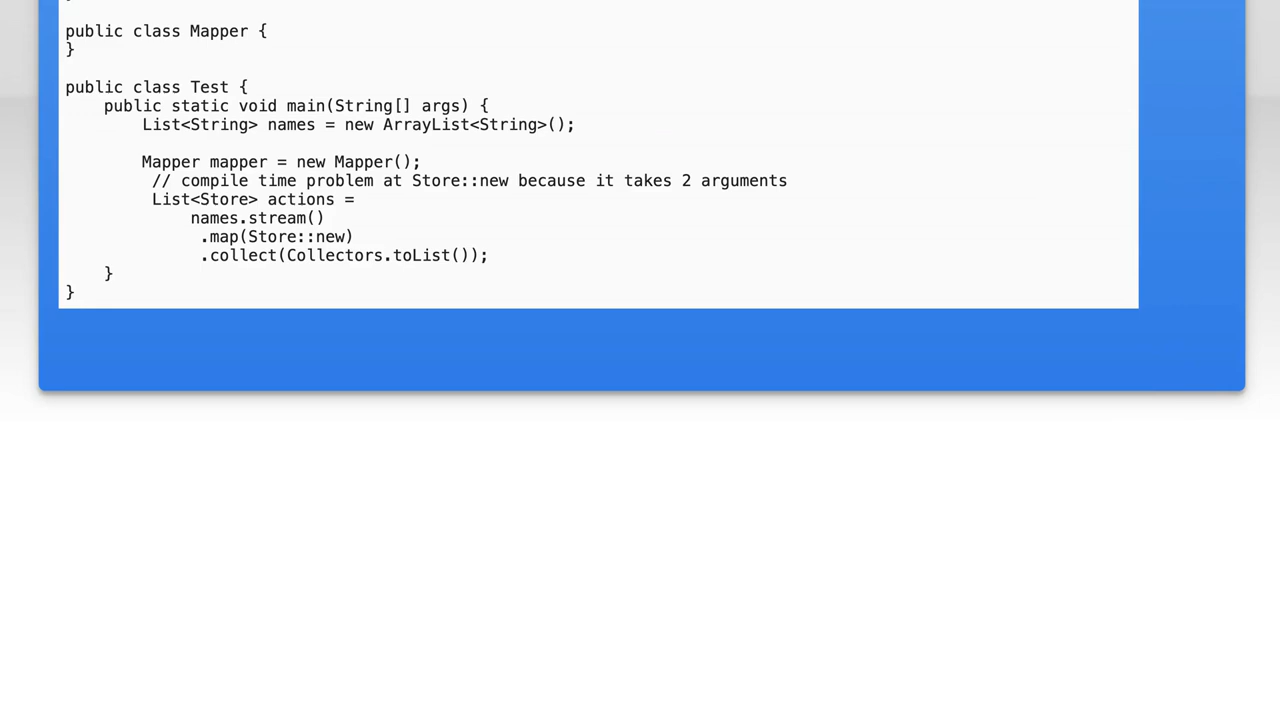 public class Mapper {
}
public class Test {
public static void main(String[] args) {
List<String> names = new ArrayList<String>();
Mapper mapper = new Mapper();
// compile time problem at Store::new because it takes 2 arguments
List<Store> actions =
names.stream()
.map(Store::new)
.collect(Collectors.toList());
}
}